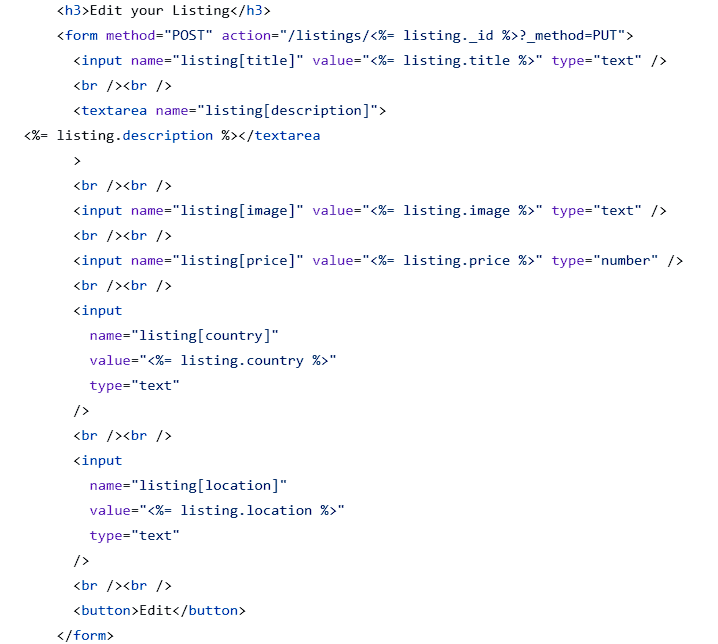 <h3>Edit your Listing</h3>
<form method="POST" action="/listings/<%= listing._id %>?_method=PUT">
<input name="listing[title]" value="<%= listing.title %>" type="text" />
<br /><br />
<textarea name="listing[description]">
<%= listing.description %></textarea
>
<br /><br />
<input name="listing[image]" value="<%= listing.image %>" type="text" />
<br /><br />
<input name="listing[price]" value="<%= listing.price %>" type="number" />
<br /><br />
<input
name="listing[country]"
value="<%= listing.country %>"
type="text"
/>
<br /><br />
<input
name="listing[location]"
value="<%= listing.location %>"
type="text"
/>
<br /><br />
<button>Edit</button>
</form>